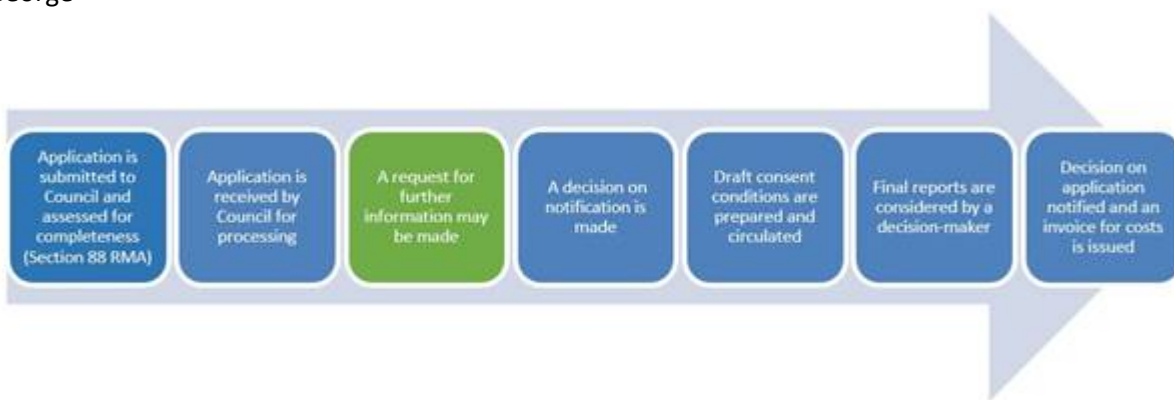 George
Application is
submitted to
Council and
assessed for
completeness
(Section 88 RMA)
Application is
received by
Council for
processing
A request for
further
information may
be made
A decision on
notification is
made
Draft consent
conditions are
prepared and
circulated
Final reports are
considered by a
decision-maker
Decision on
application
notified and an
invoice for costs
is issued